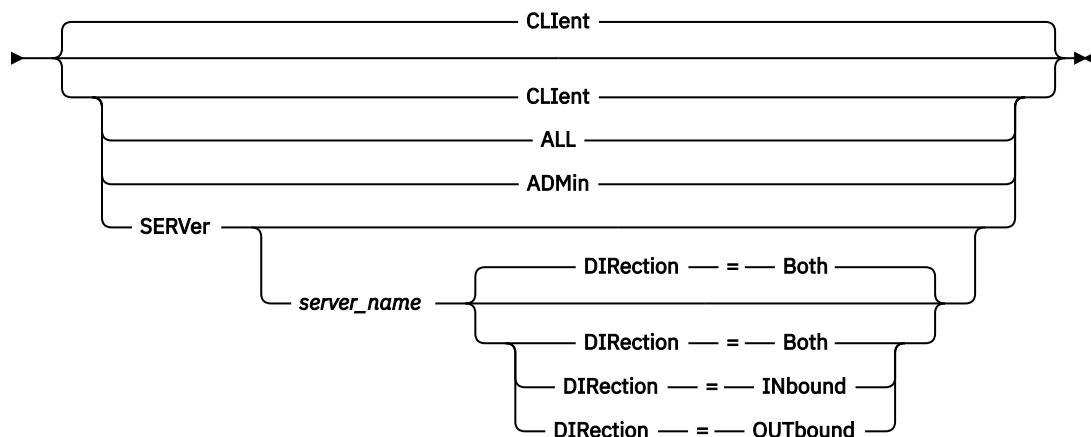 CLIent
CLIent
ALL
ADMin
SERVer
DIRection = Both
server_name
DIRection = Both
DIRection = INbound
DIRection = OUTbound